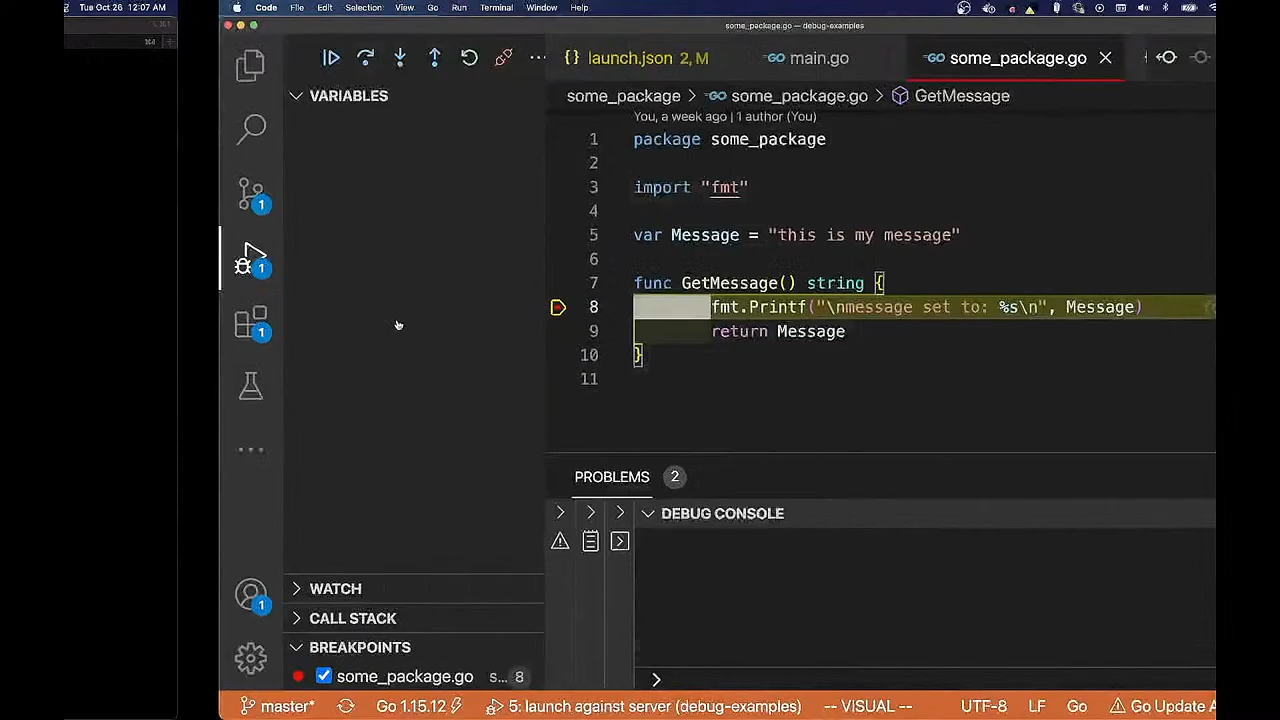 Tue Oct 26 12:07 AM
Code File Edit Selection View Go Run Terminal Window Help
some_package.go — debug-examples
launch.json 2, M
main.go
some_package.go
VARIABLES
some_package > some_package.go > GetMessage
You, a week ago | 1 author (You)
1 package some_package
2
3 import "fmt"
4
5 var Message = "this is my message"
6
7 func GetMessage() string {
8 fmt.Printf("\nmessage set to: %s\n", Message)
9 return Message
10 }
11
1
1
1
PROBLEMS 2
DEBUG CONSOLE
WATCH
CALL STACK
1
BREAKPOINTS
some_package.go s... 8
>
master* Go 1.15.12 5: launch against server (debug-examples) -- VISUAL -- UTF-8 LF Go Go Update A